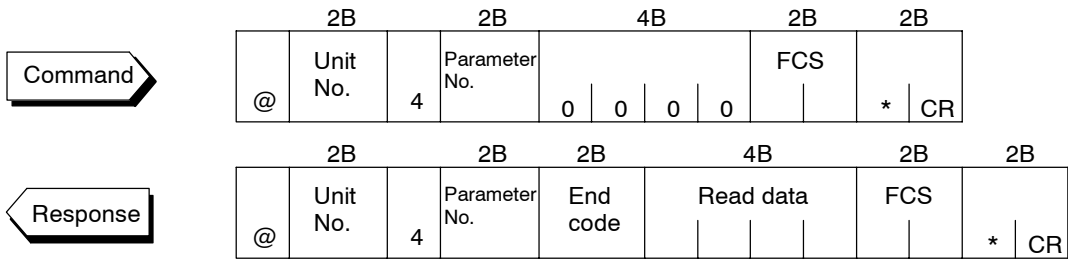 2B 2B 4B 2B 2B
Command
@ Unit No. 4 Parameter No. 0 0 0 0 FCS * CR
2B 2B 2B 4B 2B 2B
Response
@ Unit No. 4 Parameter No. End code Read data FCS * CR